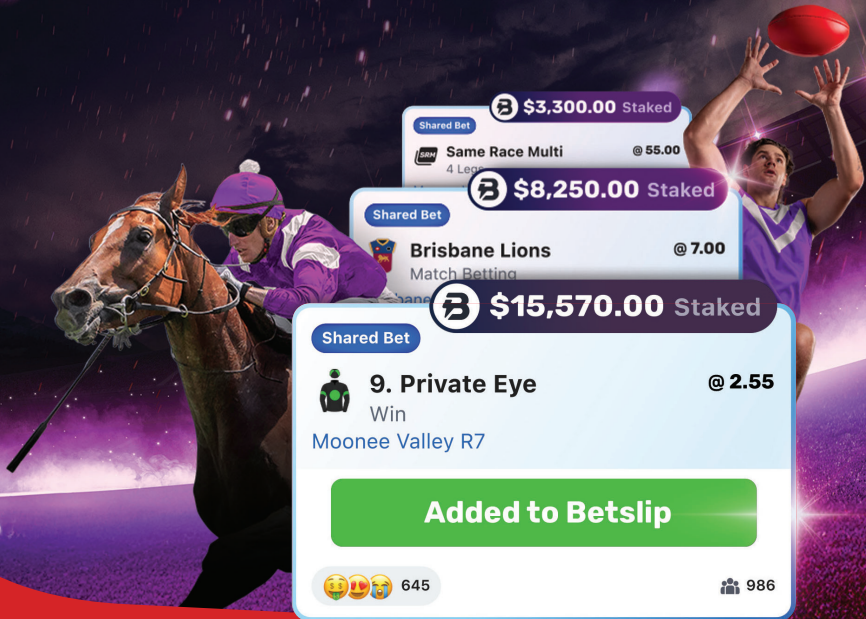 $3,300.00 Staked
Shared Bet
SRM Same Race Multi @ 55.00
4 Legs
$8,250.00 Staked
Shared Bet
Brisbane Lions @ 7.00
Match Betting
$15,570.00 Staked
Shared Bet
9. Private Eye @ 2.55
Win
Moonee Valley R7
Added to Betslip
645 986